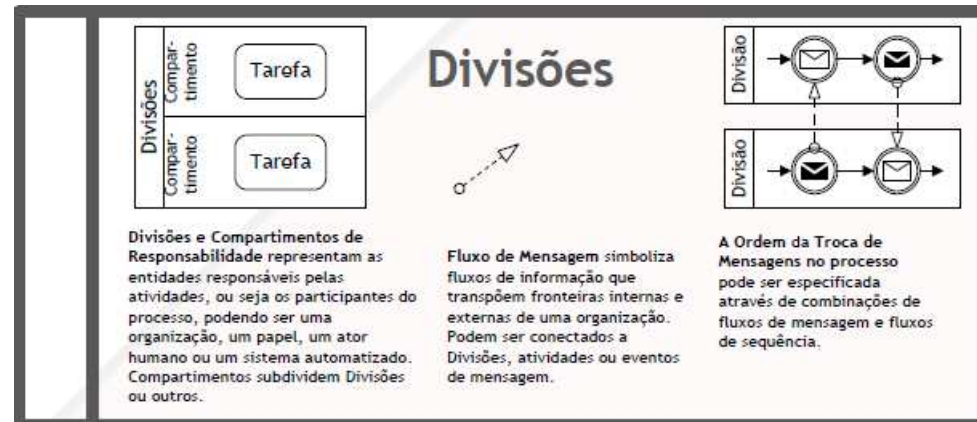 Divisões
Divisões
Compar-
timento
Tarefa
Compar-
timento
Tarefa
Divisão
Divisão
Divisões e Compartimentos de
Responsabilidade representam as
entidades responsáveis pelas
atividades, ou seja os participantes do
processo, podendo ser uma
organização, um papel, um ator
humano ou um sistema automatizado.
Compartimentos subdividem Divisões
ou outros.
Fluxo de Mensagem simboliza
fluxos de informação que
transpõem fronteiras internas e
externas de uma organização.
Podem ser conectados a
Divisões, atividades ou eventos
de mensagem.
A Ordem da Troca de
Mensagens no processo
pode ser especificada
através de combinações de
fluxos de mensagem e fluxos
de sequência.